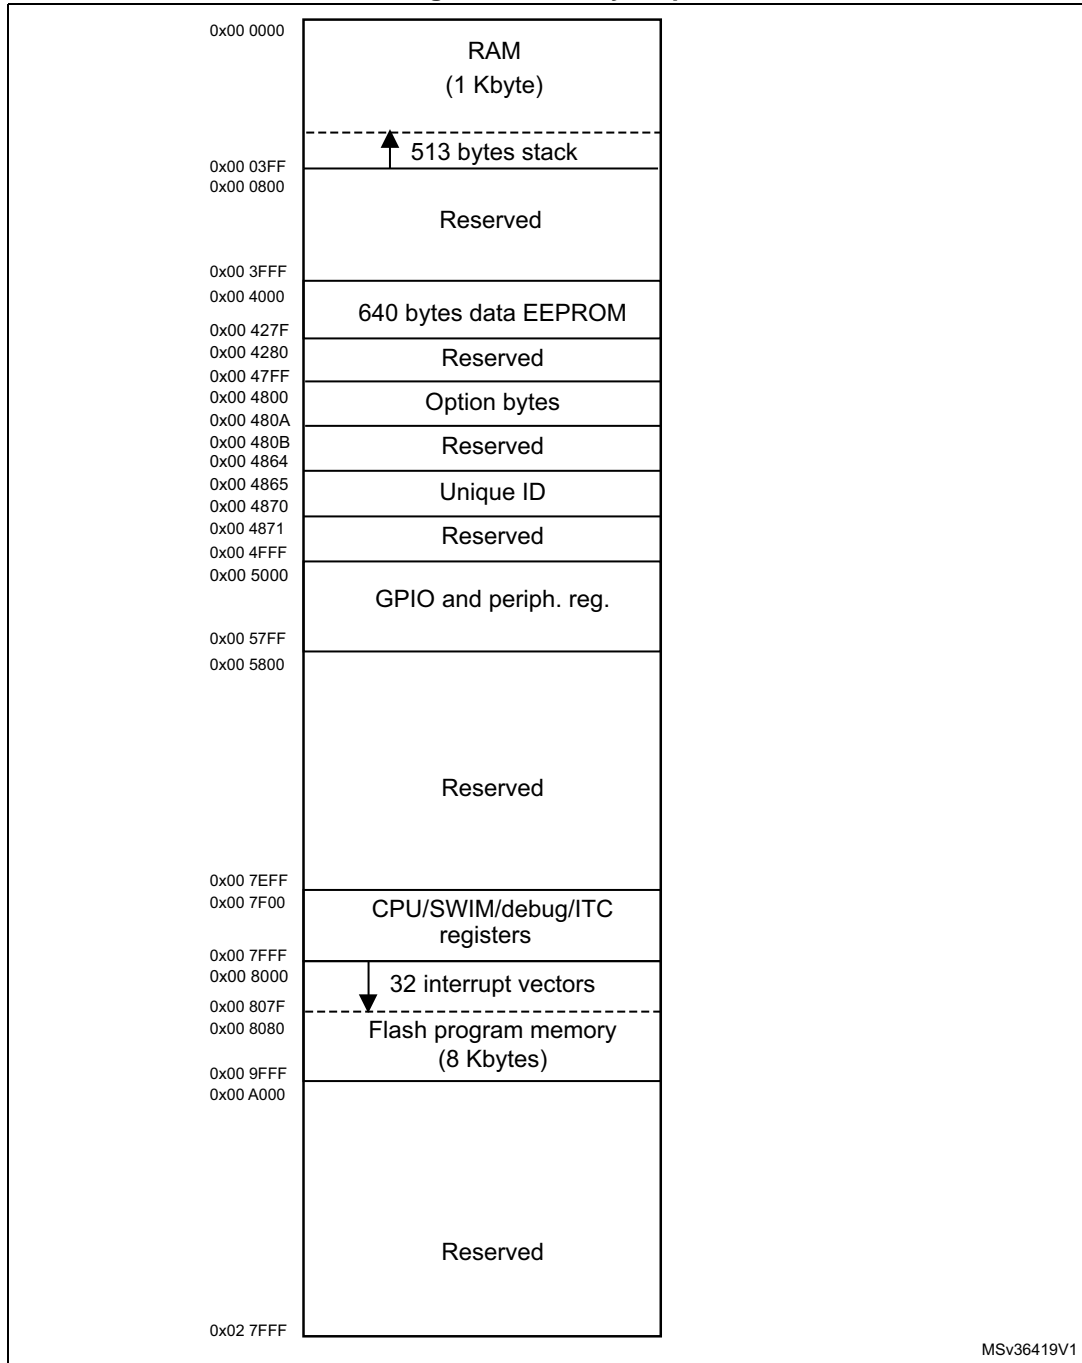 0x00 0000
RAM
(1 Kbyte)
513 bytes stack
0x00 03FF
0x00 0800
Reserved
0x00 3FFF
0x00 4000
640 bytes data EEPROM
0x00 427F
0x00 4280
Reserved
0x00 47FF
0x00 4800
Option bytes
0x00 480A
0x00 480B
Reserved
0x00 4864
0x00 4865
Unique ID
0x00 4870
0x00 4871
Reserved
0x00 4FFF
0x00 5000
GPIO and periph. reg.
0x00 57FF
0x00 5800
Reserved
0x00 7EFF
0x00 7F00
CPU/SWIM/debug/ITC
registers
0x00 7FFF
0x00 8000
32 interrupt vectors
0x00 807F
0x00 8080
Flash program memory
(8 Kbytes)
0x00 9FFF
0x00 A000
Reserved
0x02 7FFF
MSv36419V1